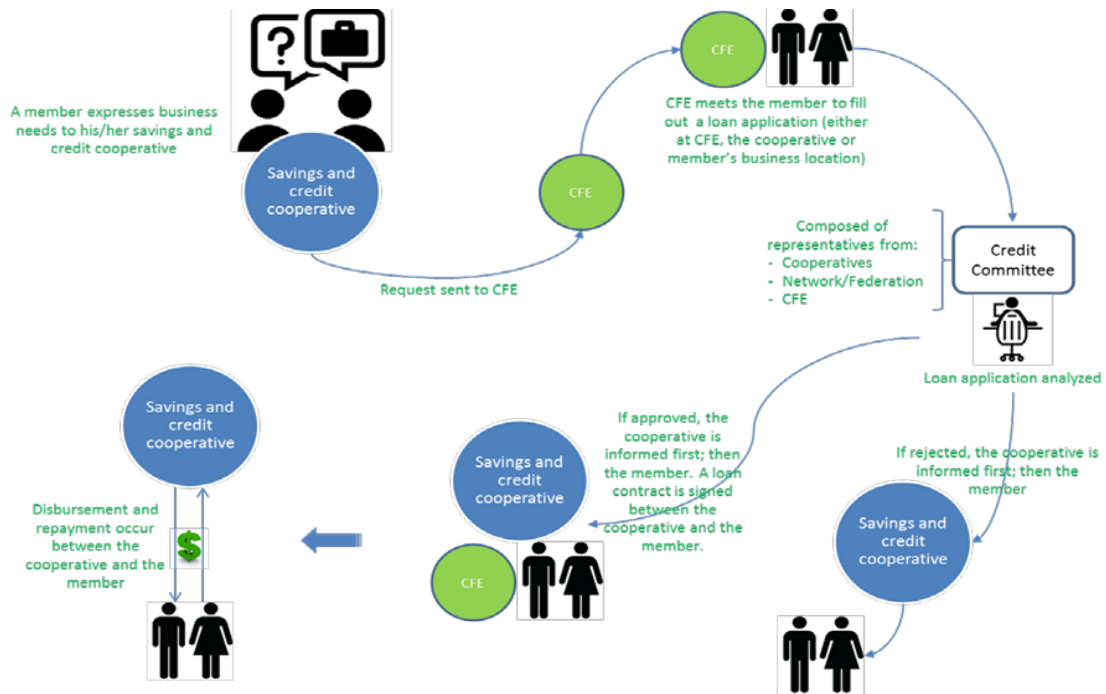 A member expresses business
needs to his/her savings and
credit cooperative
?
Savings and
credit
cooperative
Request sent to CFE
CFE
CFE
CFE meets the member to fill
out a loan application (either
at CFE, the cooperative or
member's business location)
Composed of
representatives from:
- Cooperatives
- Network/Federation
- CFE
Credit
Committee
Loan application analyzed
If approved, the
cooperative is
informed first; then
the member. A loan
contract is signed
between the
cooperative and the
member.
Savings and
credit
cooperative
CFE
If rejected, the cooperative is
informed first; then the
member
Savings and
credit
cooperative
Savings and
credit
cooperative
Disbursement and
repayment occur
between the
cooperative and the
member
$